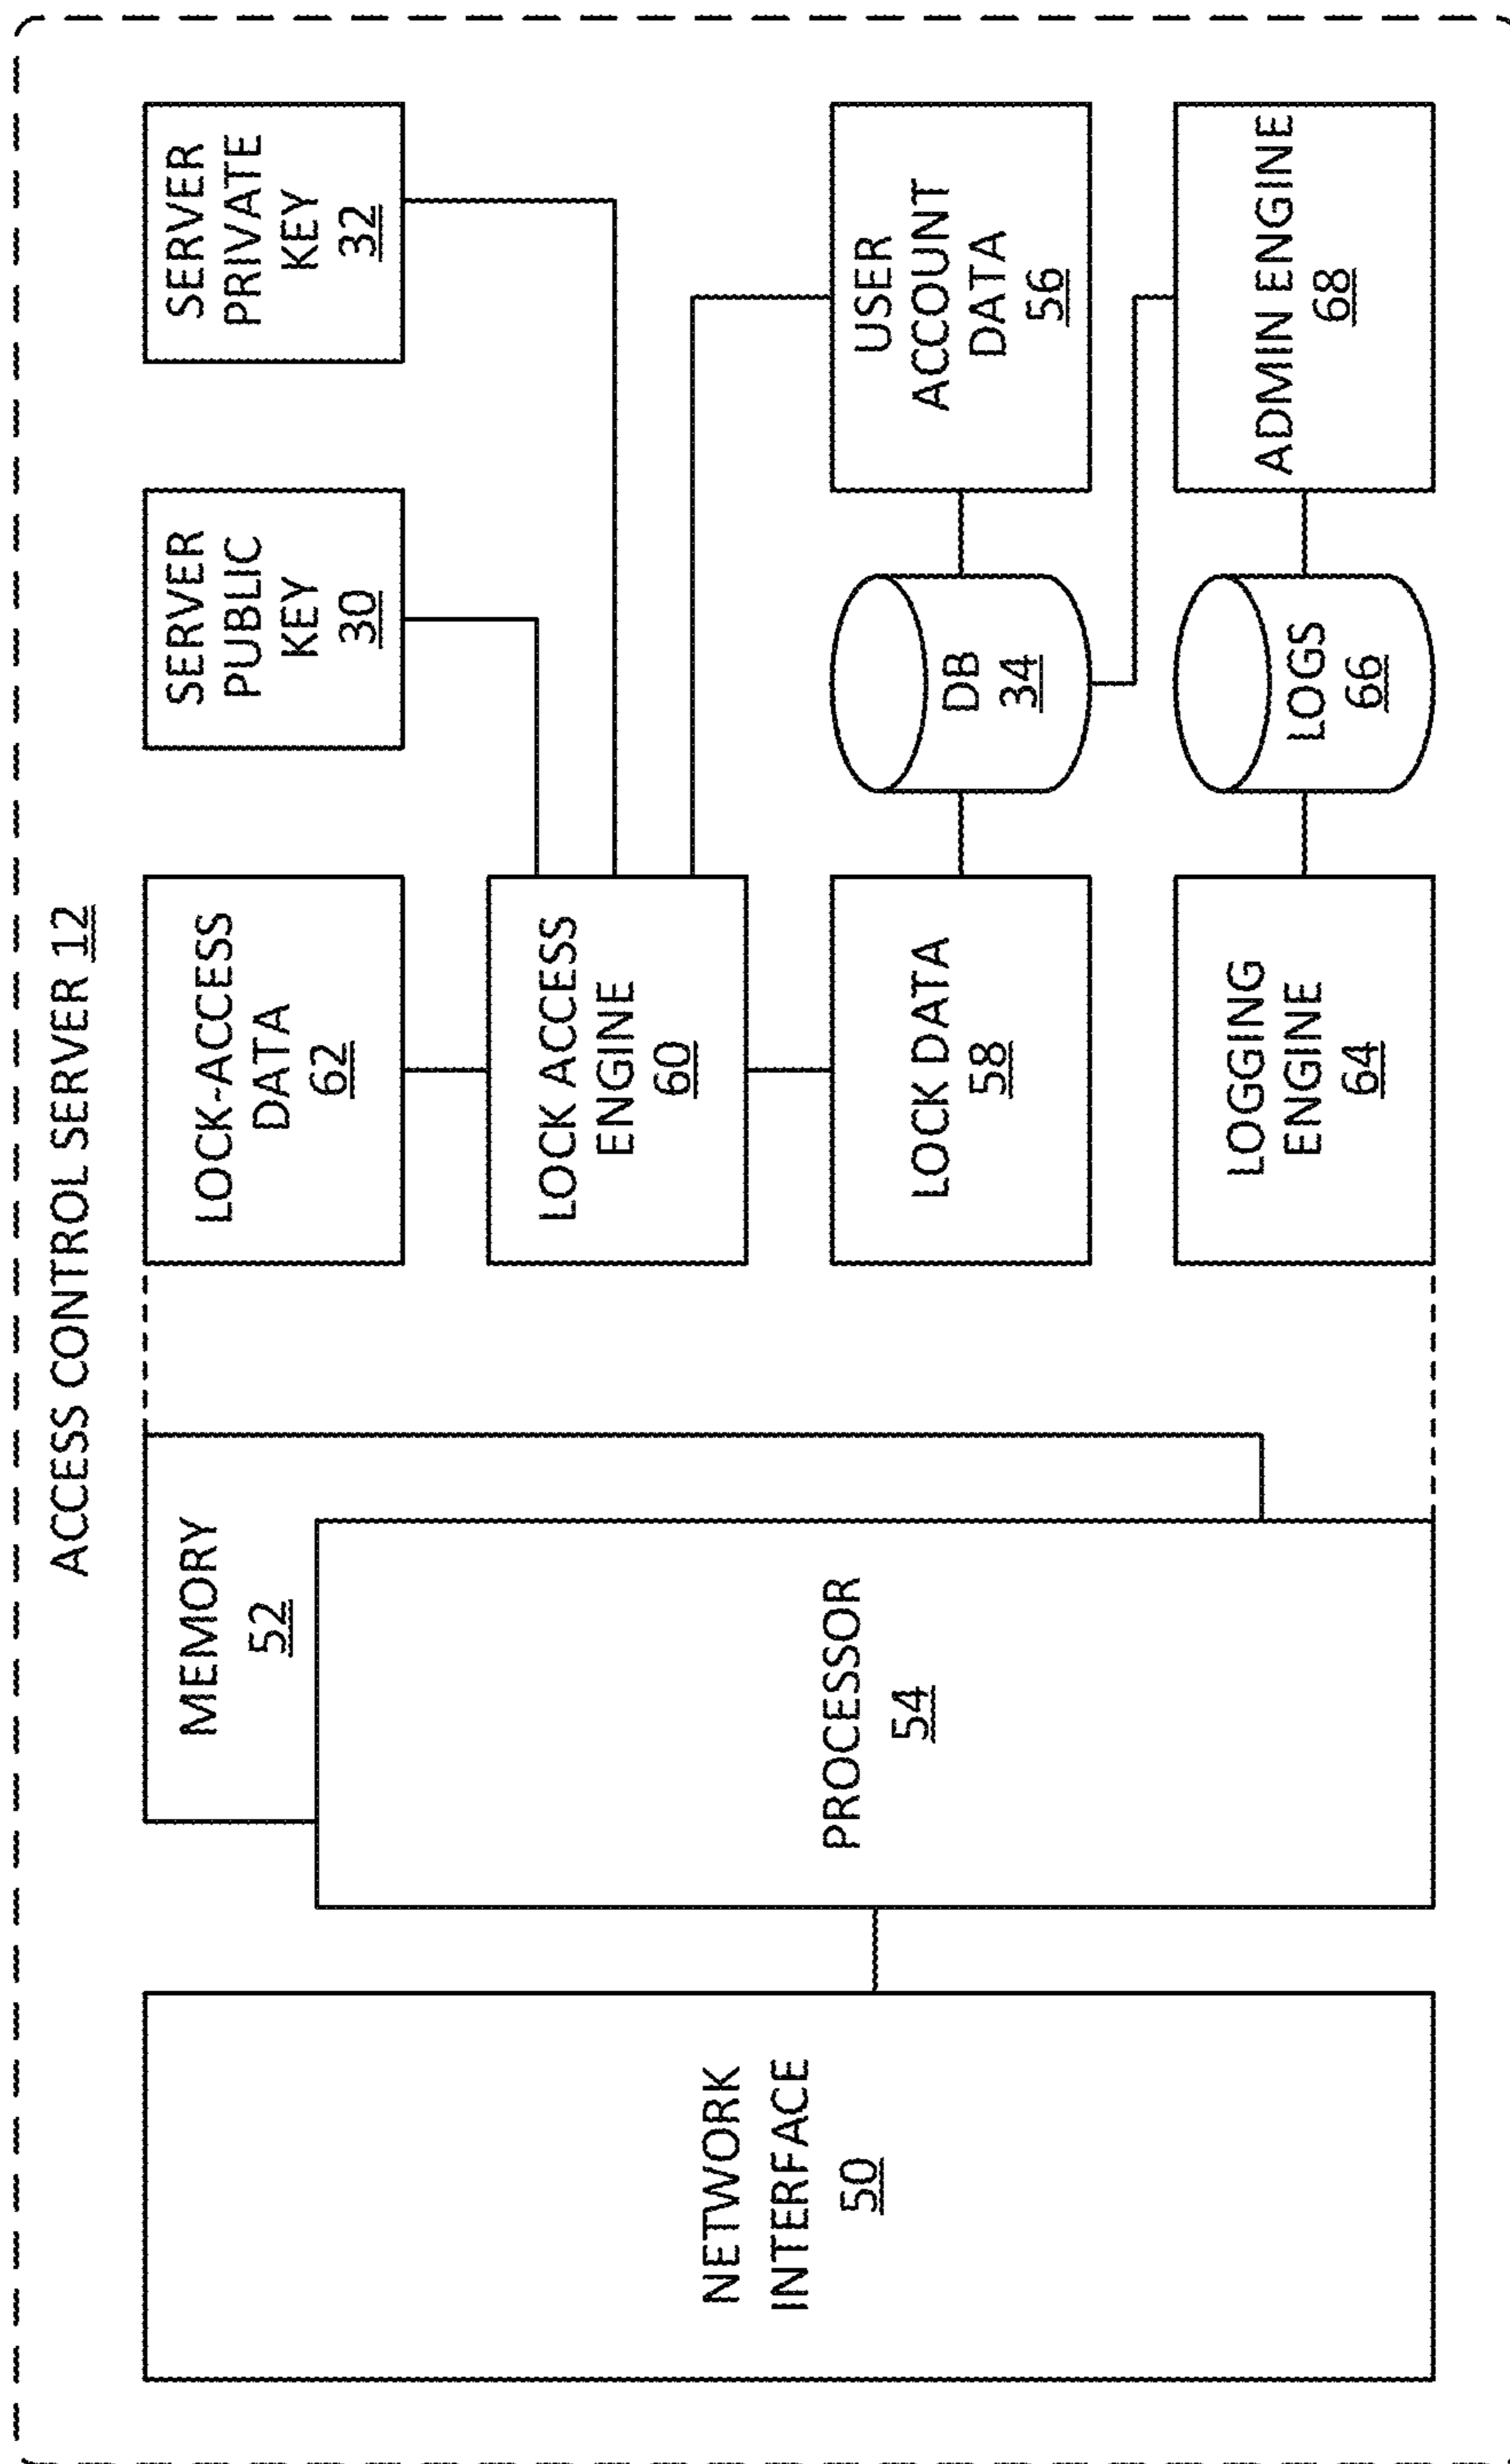 ACCESS CONTROL SERVER 12
NETWORK
INTERFACE
50
MEMORY
52
PROCESSOR
54
LOCK-ACCESS
DATA
62
SERVER
PUBLIC
KEY
30
SERVER
PRIVATE
KEY
32
LOCK ACCESS
ENGINE
60
LOCK DATA
58
DB
34
USER
ACCOUNT
DATA
56
LOGGING
ENGINE
64
LOGS
66
ADMIN ENGINE
68